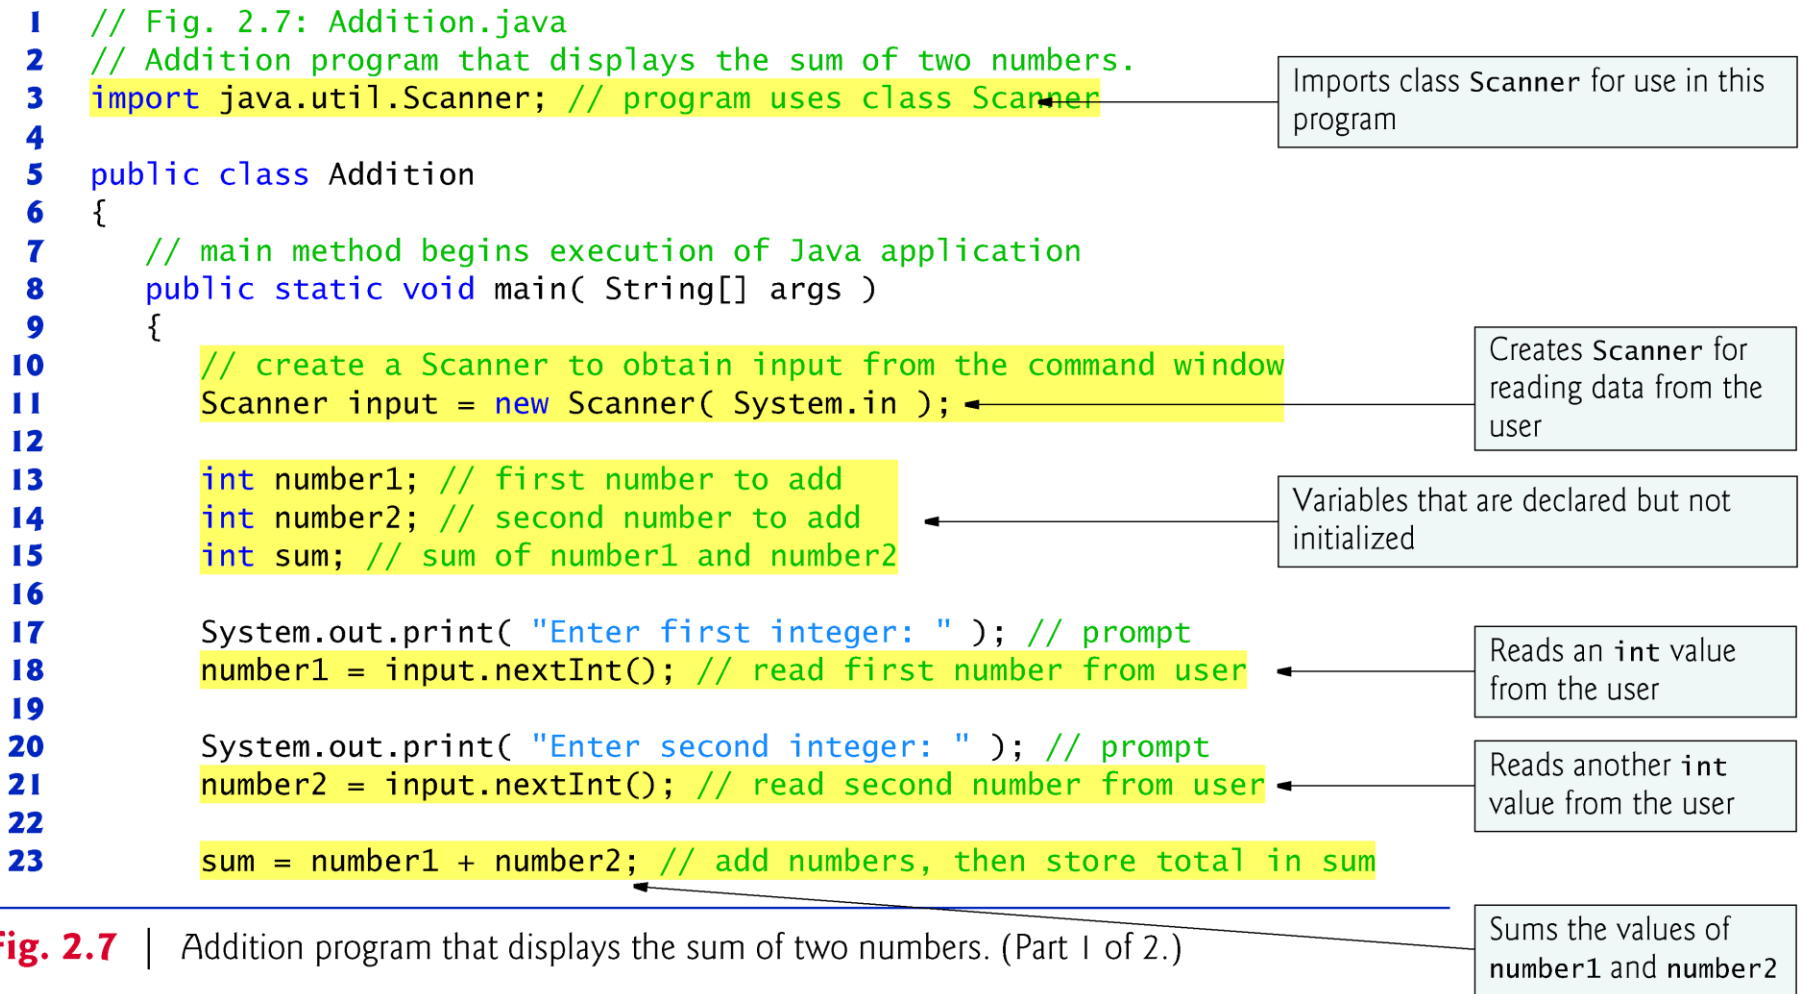 1 // Fig. 2.7: Addition.java
2 // Addition program that displays the sum of two numbers.
3 import java.util.Scanner; // program uses class Scanner
Imports class Scanner for use in this
program
4
5 public class Addition
6 {
7 // main method begins execution of Java application
8 public static void main( String[] args )
9 {
10 // create a Scanner to obtain input from the command window
11 Scanner input = new Scanner( System.in );
Creates Scanner for
reading data from the
user
12
13 int number1; // first number to add
14 int number2; // second number to add
15 int sum; // sum of number1 and number2
Variables that are declared but not
initialized
16
17 System.out.print( "Enter first integer: " ); // prompt
18 number1 = input.nextInt(); // read first number from user
Reads an int value
from the user
19
20 System.out.print( "Enter second integer: " ); // prompt
21 number2 = input.nextInt(); // read second number from user
Reads another int
value from the user
22
23 sum = number1 + number2; // add numbers, then store total in sum
Sums the values of
number1 and number2
Fig. 2.7 | Addition program that displays the sum of two numbers. (Part 1 of 2.)